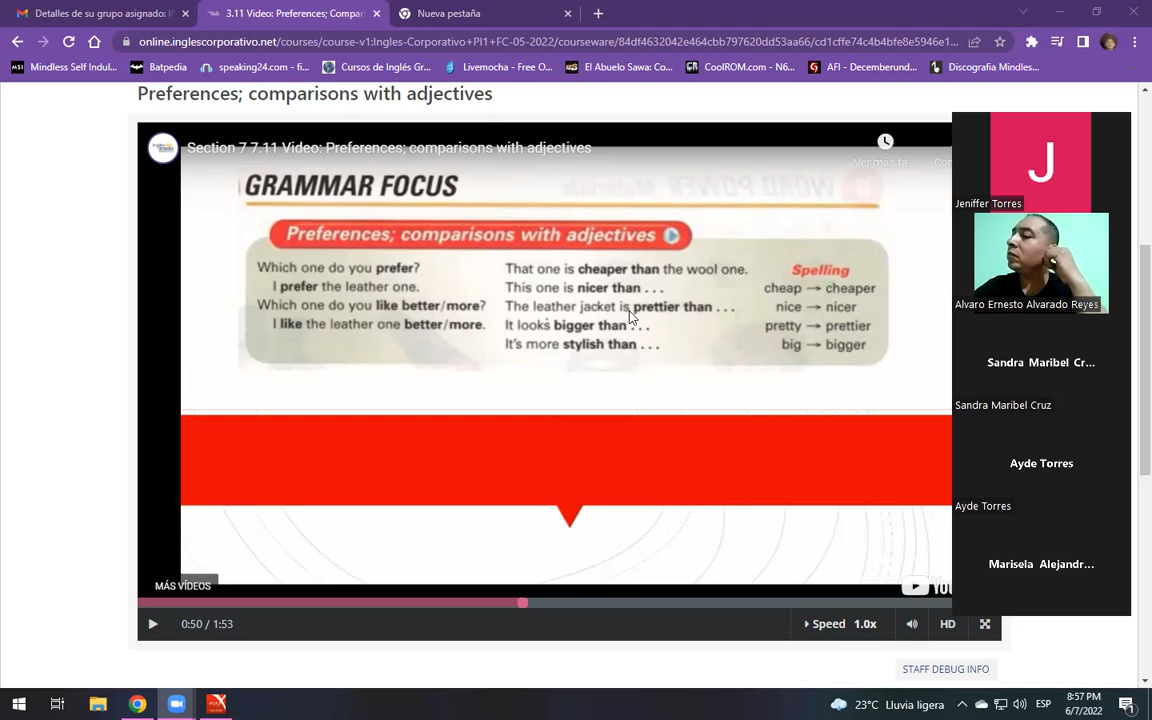 Detalles de su grupo asignado: I
3.11 Video: Preferences; Compar
Nueva pestaña
online.inglescorporativo.net/courses/course-v1:Ingles-Corporativo+PI1+FC-05-2022/courseware/84df4632042e464cbb797620dd53aa66/cd1cffe74c4b4bfe8e5946e1...
Mindless Self Indul...
Batpedia
speaking24.com - fi...
Cursos de Inglés Gr...
Livemocha - Free O...
El Abuelo Sawa: Co...
CoolROM.com - N6...
AFI - Decemberund...
Discografia Mindles...
Preferences; comparisons with adjectives
Section 7 7.11 Video: Preferences; comparisons with adjectives
Ver más ta...
GRAMMAR FOCUS
Preferences; comparisons with adjectives
Which one do you prefer?
I prefer the leather one.
Which one do you like better/more?
I like the leather one better/more.
That one is cheaper than the wool one.
This one is nicer than . . .
The leather jacket is prettier than . . .
It looks bigger than . . .
It's more stylish than . . .
Spelling
cheap → cheaper
nice → nicer
pretty → prettier
big → bigger
MÁS VÍDEOS
0:50 / 1:53
Speed 1.0x
HD
STAFF DEBUG INFO
J
Jeniffer Torres
Alvaro Ernesto Alvarado Reyes
Sandra Maribel Cr...
Sandra Maribel Cruz
Ayde Torres
Ayde Torres
Marisela Alejandr...
23°C Lluvia ligera
ESP
8:57 PM
6/7/2022
1